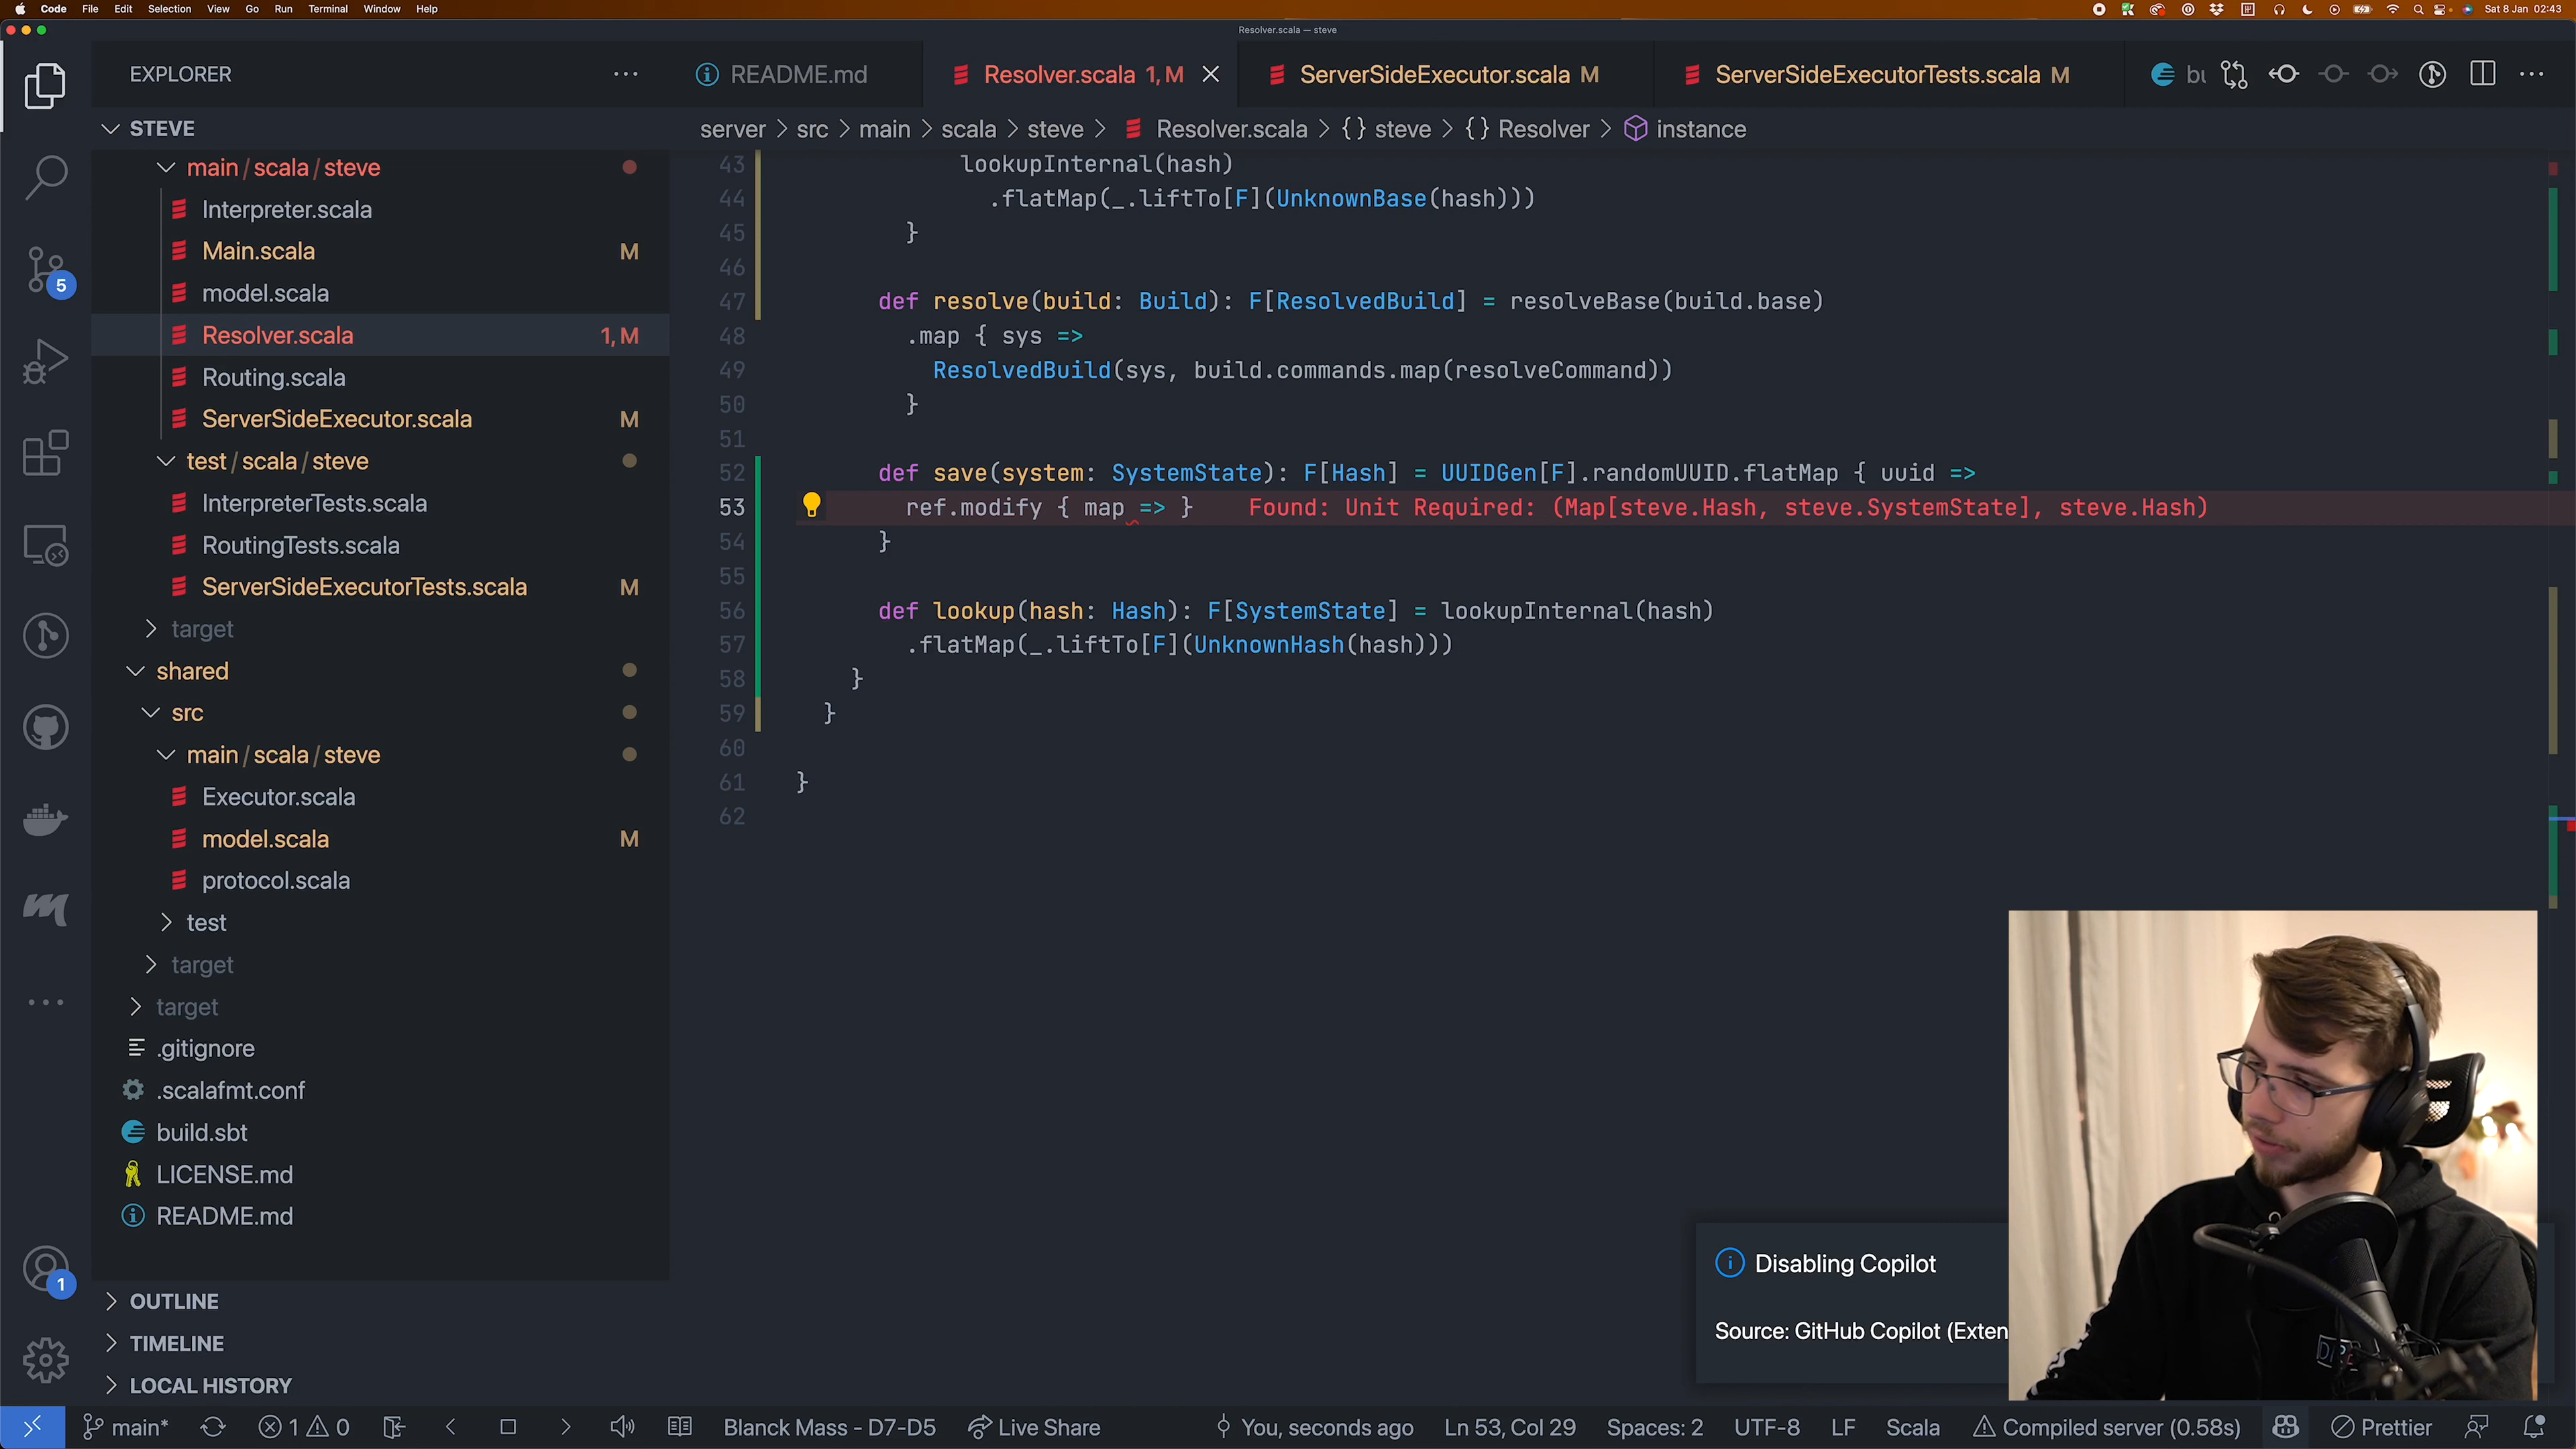 Code File Edit Selection View Go Run Terminal Window Help
Sat 8 Jan 02:43
Resolver.scala — steve
EXPLORER
README.md
Resolver.scala 1, M
ServerSideExecutor.scala M
ServerSideExecutorTests.scala M
STEVE
server > src > main > scala > steve > Resolver.scala > {} steve > {} Resolver > instance
main / scala / steve
Interpreter.scala
Main.scala M
model.scala
Resolver.scala 1, M
Routing.scala
ServerSideExecutor.scala M
test / scala / steve
InterpreterTests.scala
RoutingTests.scala
ServerSideExecutorTests.scala M
target
shared
src
main / scala / steve
Executor.scala
model.scala M
protocol.scala
test
target
target
.gitignore
.scalafmt.conf
build.sbt
LICENSE.md
README.md
OUTLINE
TIMELINE
LOCAL HISTORY
5
1
43 lookupInternal(hash)
44 .flatMap(_.liftTo[F](UnknownBase(hash)))
45 }
46
47 def resolve(build: Build): F[ResolvedBuild] = resolveBase(build.base)
48 .map { sys =>
49 ResolvedBuild(sys, build.commands.map(resolveCommand))
50 }
51
52 def save(system: SystemState): F[Hash] = UUIDGen[F].randomUUID.flatMap { uuid =>
53 ref.modify { map => } Found: Unit Required: (Map[steve.Hash, steve.SystemState], steve.Hash)
54 }
55
56 def lookup(hash: Hash): F[SystemState] = lookupInternal(hash)
57 .flatMap(_.liftTo[F](UnknownHash(hash)))
58 }
59 }
60
61 }
62
Disabling Copilot
Source: GitHub Copilot (Exten
main* 1 0 Blanck Mass - D7-D5 Live Share You, seconds ago Ln 53, Col 29 Spaces: 2 UTF-8 LF Scala Compiled server (0.58s) Prettier